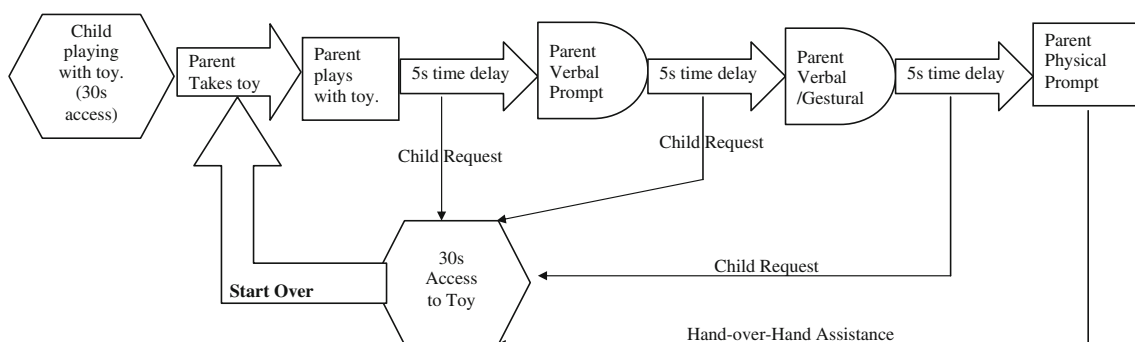 Child
playing
with toy.
(30s
access)
Parent
Takes toy
Parent
plays
with toy.
5s time delay
Parent
Verbal
Prompt
5s time delay
Parent
Verbal
/Gestural
5s time delay
Parent
Physical
Prompt
Child Request
Child Request
30s
Access
to Toy
Child Request
Start Over
Hand-over-Hand Assistance